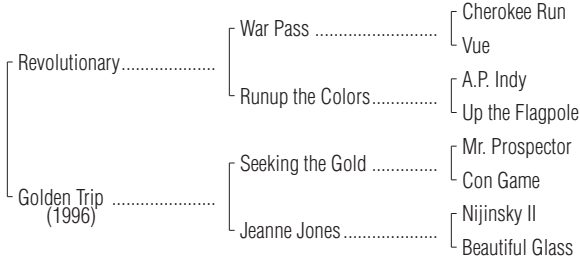 Cherokee Run
War Pass ..........................
Vue
Revolutionary....................
A.P. Indy
Runup the Colors..............
Up the Flagpole
Mr. Prospector
Seeking the Gold ..............
Con Game
Golden Trip ......................
(1996)
Nijinsky II
Jeanne Jones....................
Beautiful Glass